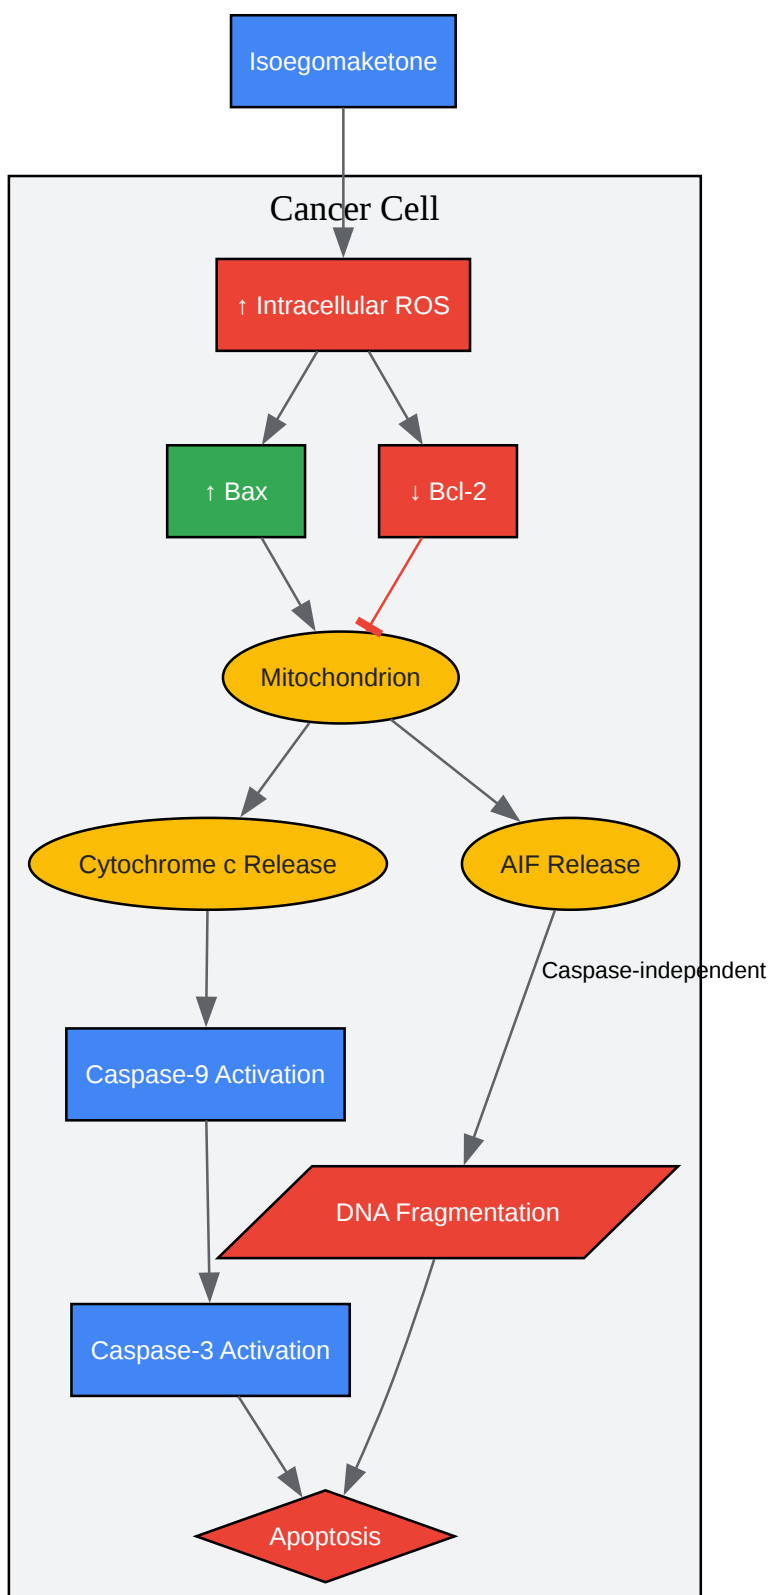 Isoegomaketone
Cancer Cell
↑ Intracellular ROS
↑ Bax
↓ Bcl-2
Mitochondrion
Cytochrome c Release
AIF Release
Caspase-independent
Caspase-9 Activation
DNA Fragmentation
Caspase-3 Activation
Apoptosis